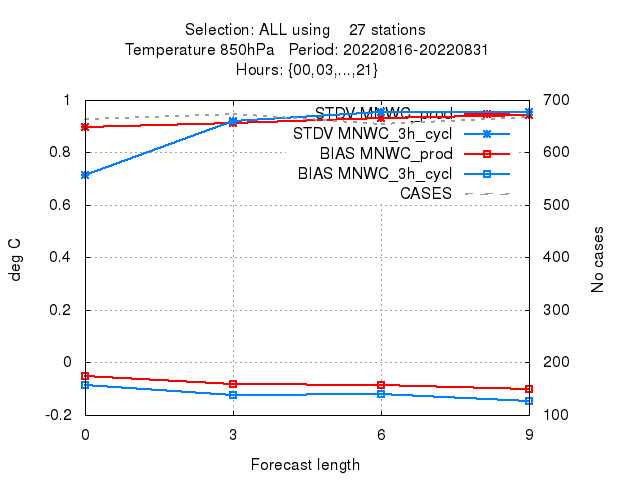 Selection: ALL using 27 stations
Temperature 850hPa Period: 20220816-20220831
Hours: {00,03,...,21}
1
0.8
0.6
0.4
0.2
0
-0.2
700
600
500
400
300
200
100
0 3 6 9
deg C
No cases
Forecast length
STDV MNWC_prod
STDV MNWC_3h_cycl
BIAS MNWC_prod
BIAS MNWC_3h_cycl
CASES